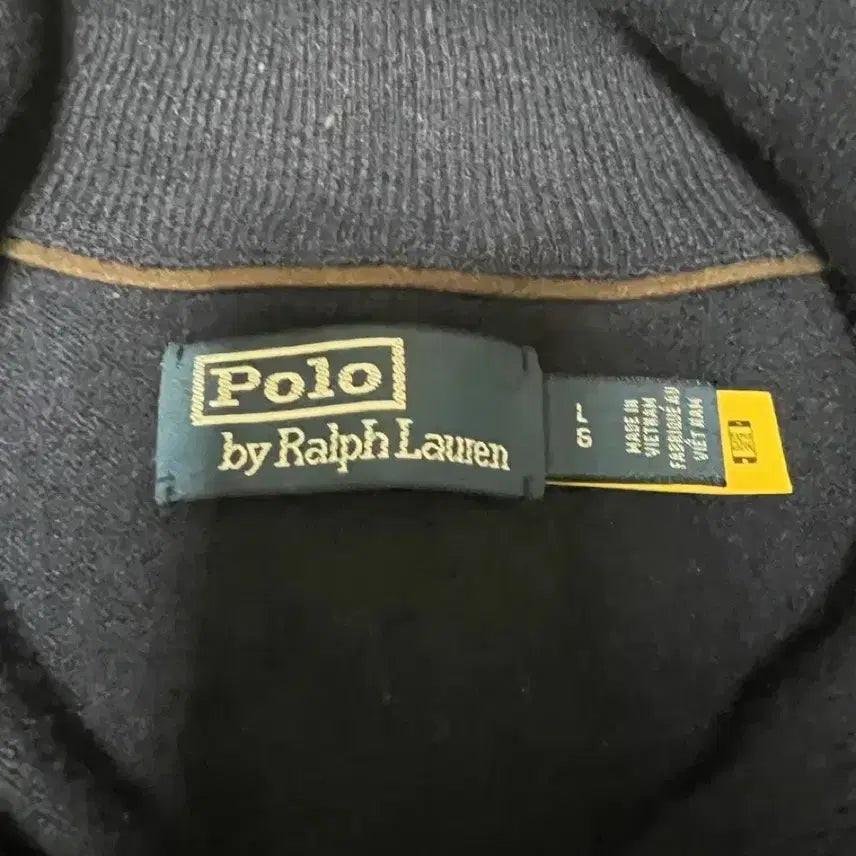 Polo
by Ralph Lauren
L
G
MADE IN
VIETNAM
FABRIQUÉ AU
VIET NAM